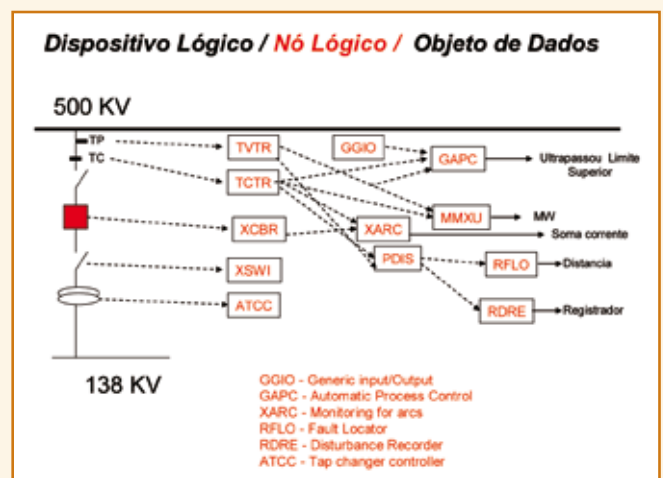 Dispositivo Lógico / Nó Lógico / Objeto de Dados
500 KV
TP
TC
TVTR
GGIO
GAPC
Ultrapassou Limite
Superior
TCTR
MMXU
MW
XCBR
XARC
Soma corrente
PDIS
RFLO
Distancia
XSWI
ATCC
RDRE
Registrador
138 KV
GGIO - Generic input/Output
GAPC - Automatic Process Control
XARC - Monitoring for arcs
RFLO - Fault Locator
RDRE - Disturbance Recorder
ATCC - Tap changer controller